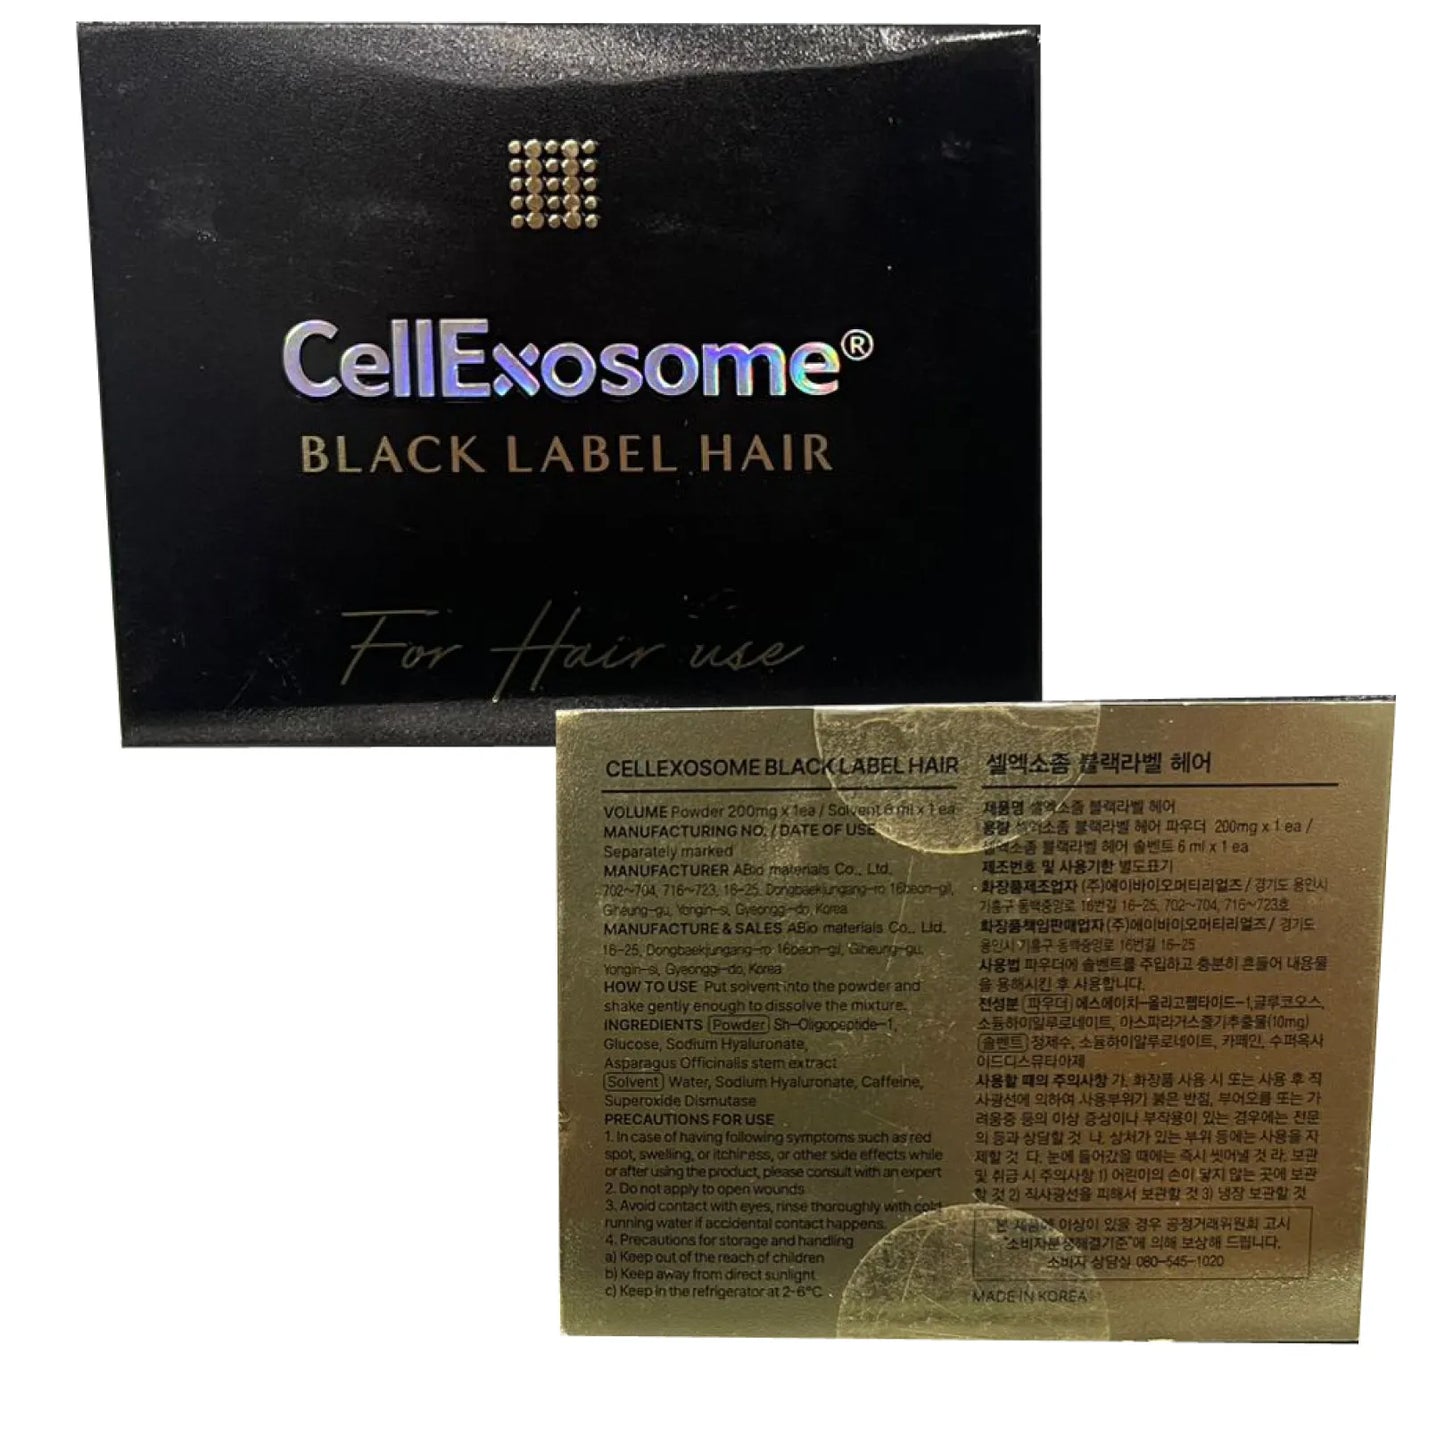 CellExosome®
BLACK LABEL HAIR
For Hair use
CELLEXOSOME BLACK LABEL HAIR
VOLUME Powder 200mg x 1ea / Solvent 6 ml x 1 ea
MANUFACTURING NO. / DATE OF USE
Separately marked
MANUFACTURER ABio materials Co., Ltd.
702~704, 716~723, 16-25, Dongbaekjungang-ro 16beon-gil,
Giheung-gu, Yongin-si, Gyeonggi-do, Korea
MANUFACTURE & SALES ABio materials Co., Ltd.
16-25, Dongbaekjungang-ro 16beon-gil, Giheung-gu,
Yongin-si, Gyeonggi-do, Korea
HOW TO USE Put solvent into the powder and
shake gently enough to dissolve the mixture.
INGREDIENTS Powder Sh-Oligopeptide-1,
Glucose, Sodium Hyaluronate,
Asparagus Officinalis stem extract
Solvent Water, Sodium Hyaluronate, Caffeine,
Superoxide Dismutase
PRECAUTIONS FOR USE
1. In case of having following symptoms such as red
spot, swelling, or itchiness, or other side effects while
or after using the product, please consult with an expert
2. Do not apply to open wounds
3. Avoid contact with eyes, rinse thoroughly with cold
running water if accidental contact happens.
4. Precautions for storage and handling
a) Keep out of the reach of children
b) Keep away from direct sunlight
c) Keep in the refrigerator at 2-6°C
셀엑소좀 블랙라벨 헤어
제품명 셀엑소좀 블랙라벨 헤어
용량 셀엑소좀 블랙라벨 헤어 파우더 200mg x 1 ea /
셀엑소좀 블랙라벨 헤어 솔벤트 6 ml x 1 ea
제조번호 및 사용기한 별도표기
화장품제조업자 (주)에이바이오머티리얼즈 / 경기도 용인시
기흥구 동백중앙로 16번길 16-25, 702~704, 716~723호
화장품책임판매업자 (주)에이바이오머티리얼즈 / 경기도
용인시 기흥구 동백중앙로 16번길 16-25
사용법 파우더에 솔벤트를 주입하고 충분히 흔들어 내용물
을 용해시킨 후 사용합니다.
전성분 파우더 에스에이치-올리고펩타이드-1, 글루코오스,
소듐하이알루로네이트, 아스파라거스줄기추출물(10mg)
솔벤트 정제수, 소듐하이알루로네이트, 카페인, 수퍼옥사
이드디스뮤타아제
사용할 때의 주의사항 가. 화장품 사용 시 또는 사용 후 직
사광선에 의하여 사용부위가 붉은 반점, 부어오름 또는 가
려움증 등의 이상 증상이나 부작용이 있는 경우에는 전문
의 등과 상담할 것 나. 상처가 있는 부위 등에는 사용을 자
제할 것 다. 눈에 들어갔을 때에는 즉시 씻어낼 것 라. 보관
및 취급 시 주의사항 1) 어린이의 손이 닿지 않는 곳에 보관
할 것 2) 직사광선을 피해서 보관할 것 3) 냉장 보관할 것
본 제품에 이상이 있을 경우 공정거래위원회 고시
"소비자분쟁해결기준"에 의해 보상해 드립니다.
소비자 상담실 080-545-1020
MADE IN KOREA